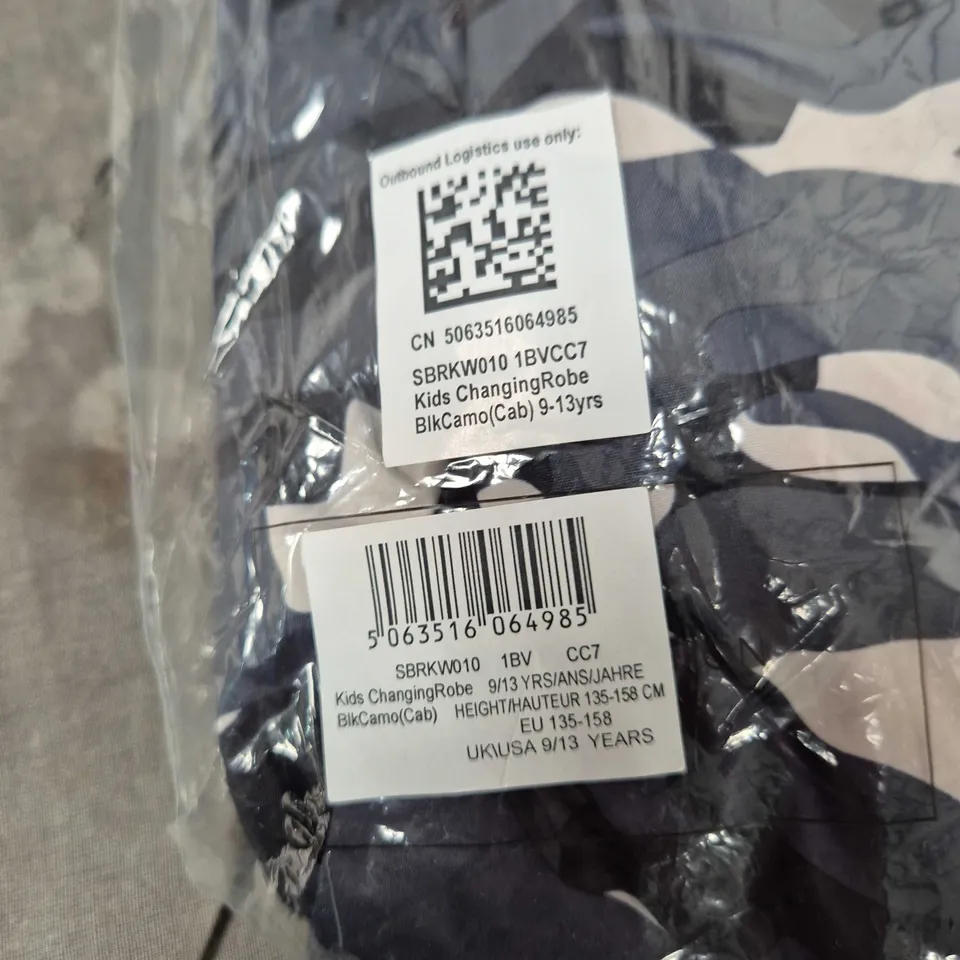 Outbound Logistics use only:
CN 5063516064985
SBRKW010 1BVCC7
Kids ChangingRobe
BlkCamo(Cab) 9-13yrs
5 063516 064985
SBRKW010 1BV CC7
Kids ChangingRobe 9/13 YRS/ANS/JAHRE
BlkCamo(Cab) HEIGHT/HAUTEUR 135-158 CM
EU 135-158
UK\USA 9/13 YEARS